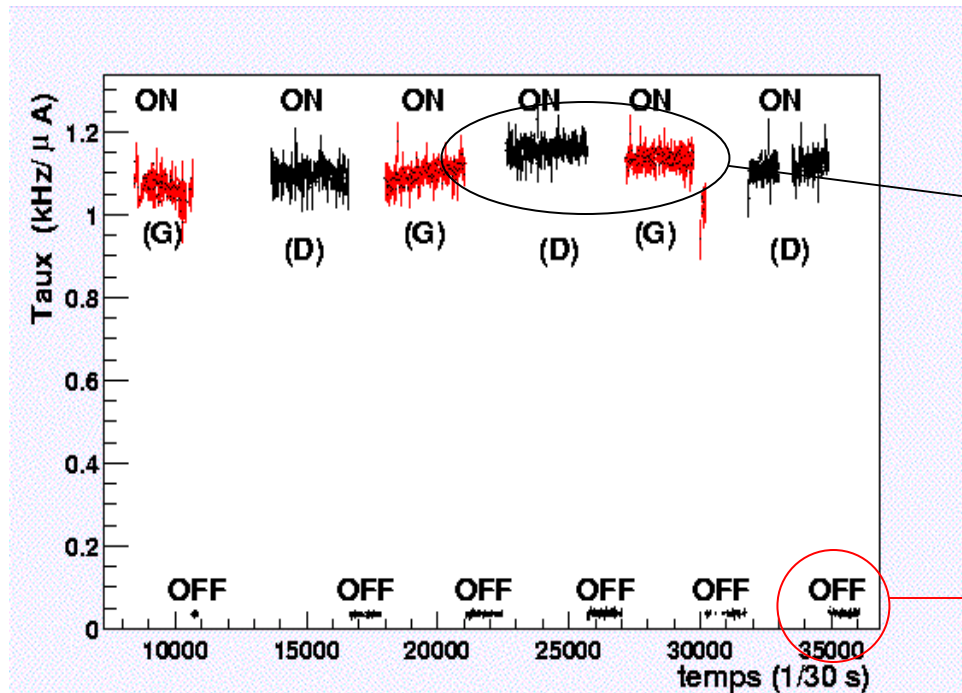 ON ON ON ON ON ON
1.2
1
(G) (D) (G) (D) (G) (D)
0.8
0.6
0.4
0.2
OFF OFF OFF OFF OFF OFF
0
10000 15000 20000 25000 30000 35000
temps (1/30 s)
Taux (kHz/ μ A)